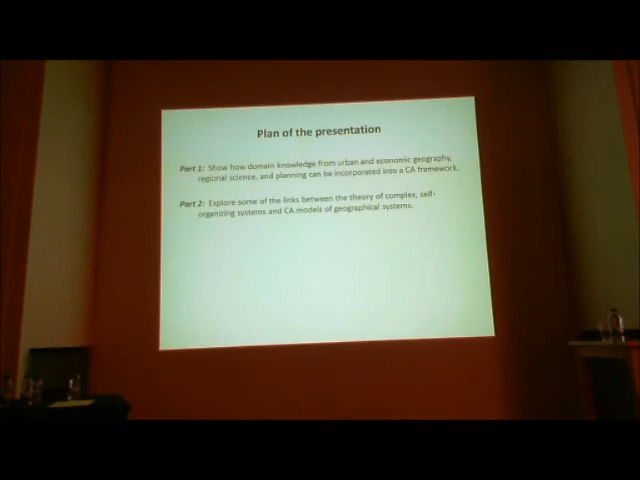 Plan of the presentation
Part 1: Show how domain knowledge from urban and economic geography,
regional science, and planning can be incorporated into a CA framework.
Part 2: Explore some of the links between the theory of complex, self-
organizing systems and CA models of geographical systems.